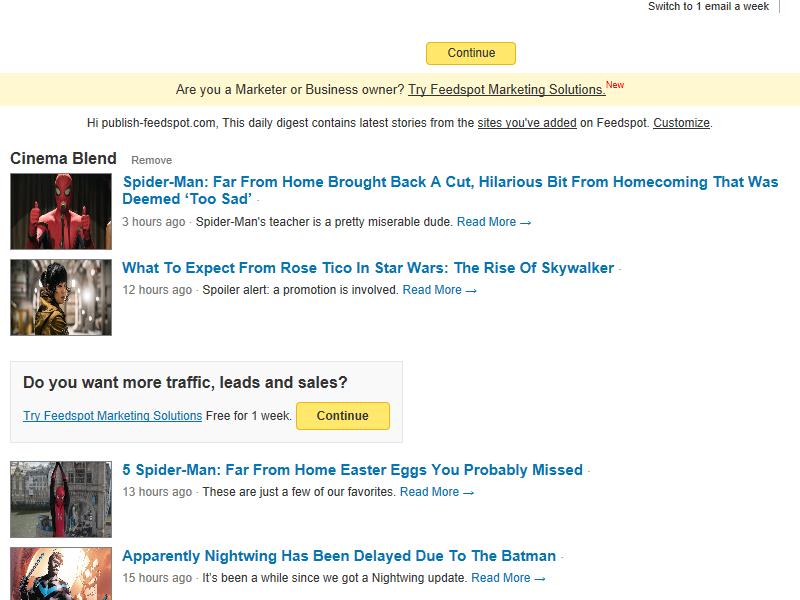 Switch to 1 email a week
Continue
Are you a Marketer or Business owner? Try Feedspot Marketing Solutions.New
Hi publish-feedspot.com, This daily digest contains latest stories from the sites you've added on Feedspot. Customize.
Cinema Blend Remove
Spider-Man: Far From Home Brought Back A Cut, Hilarious Bit From Homecoming That Was
Deemed ‘Too Sad’ ·
3 hours ago · Spider-Man's teacher is a pretty miserable dude. Read More →
What To Expect From Rose Tico In Star Wars: The Rise Of Skywalker ·
12 hours ago · Spoiler alert: a promotion is involved. Read More →
Do you want more traffic, leads and sales?
Try Feedspot Marketing Solutions Free for 1 week. Continue
5 Spider-Man: Far From Home Easter Eggs You Probably Missed ·
13 hours ago · These are just a few of our favorites. Read More →
Apparently Nightwing Has Been Delayed Due To The Batman ·
15 hours ago · It’s been a while since we got a Nightwing update. Read More →